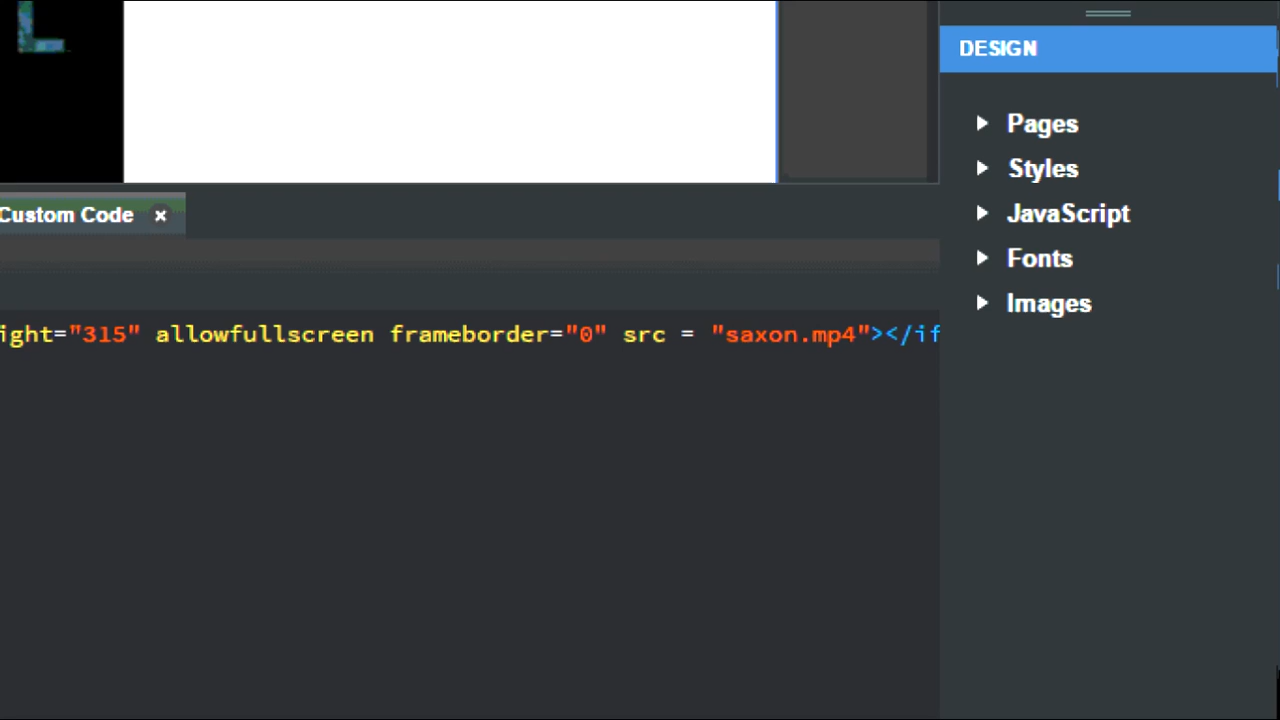 DESIGN
Pages
Styles
JavaScript
Fonts
Images
Custom Code ×
ight="315" allowfullscreen frameborder="0" src = "saxon.mp4"></if